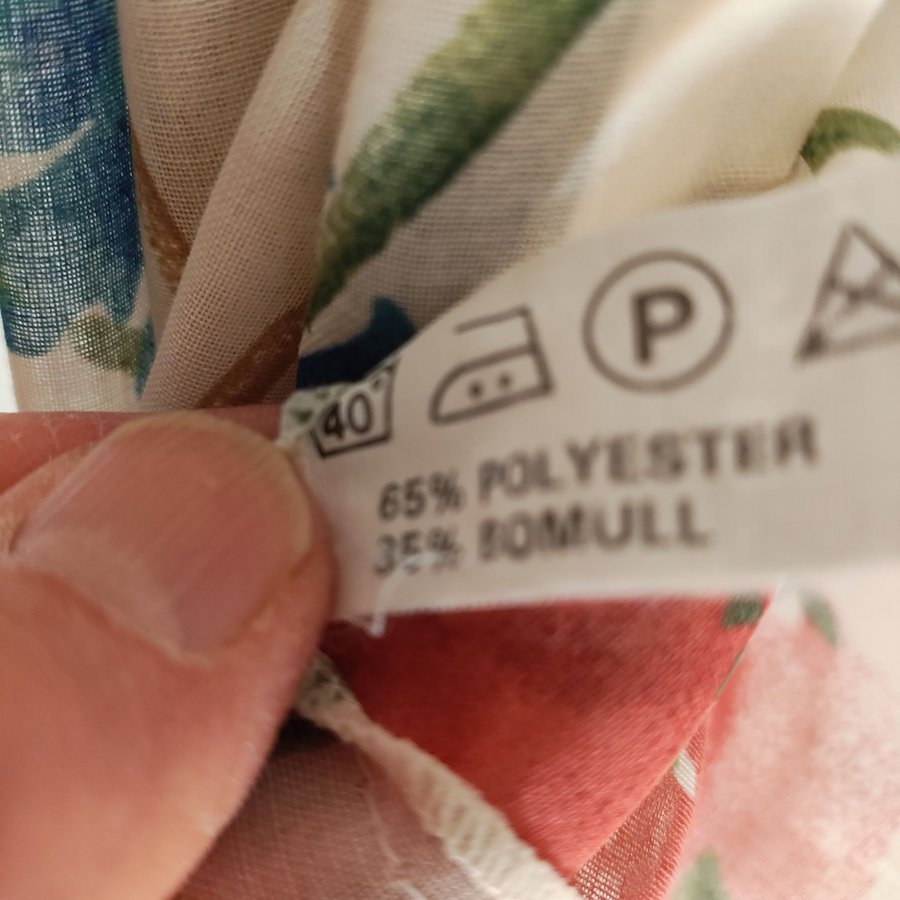 40 P
65% POLYESTER
35% BOMULL